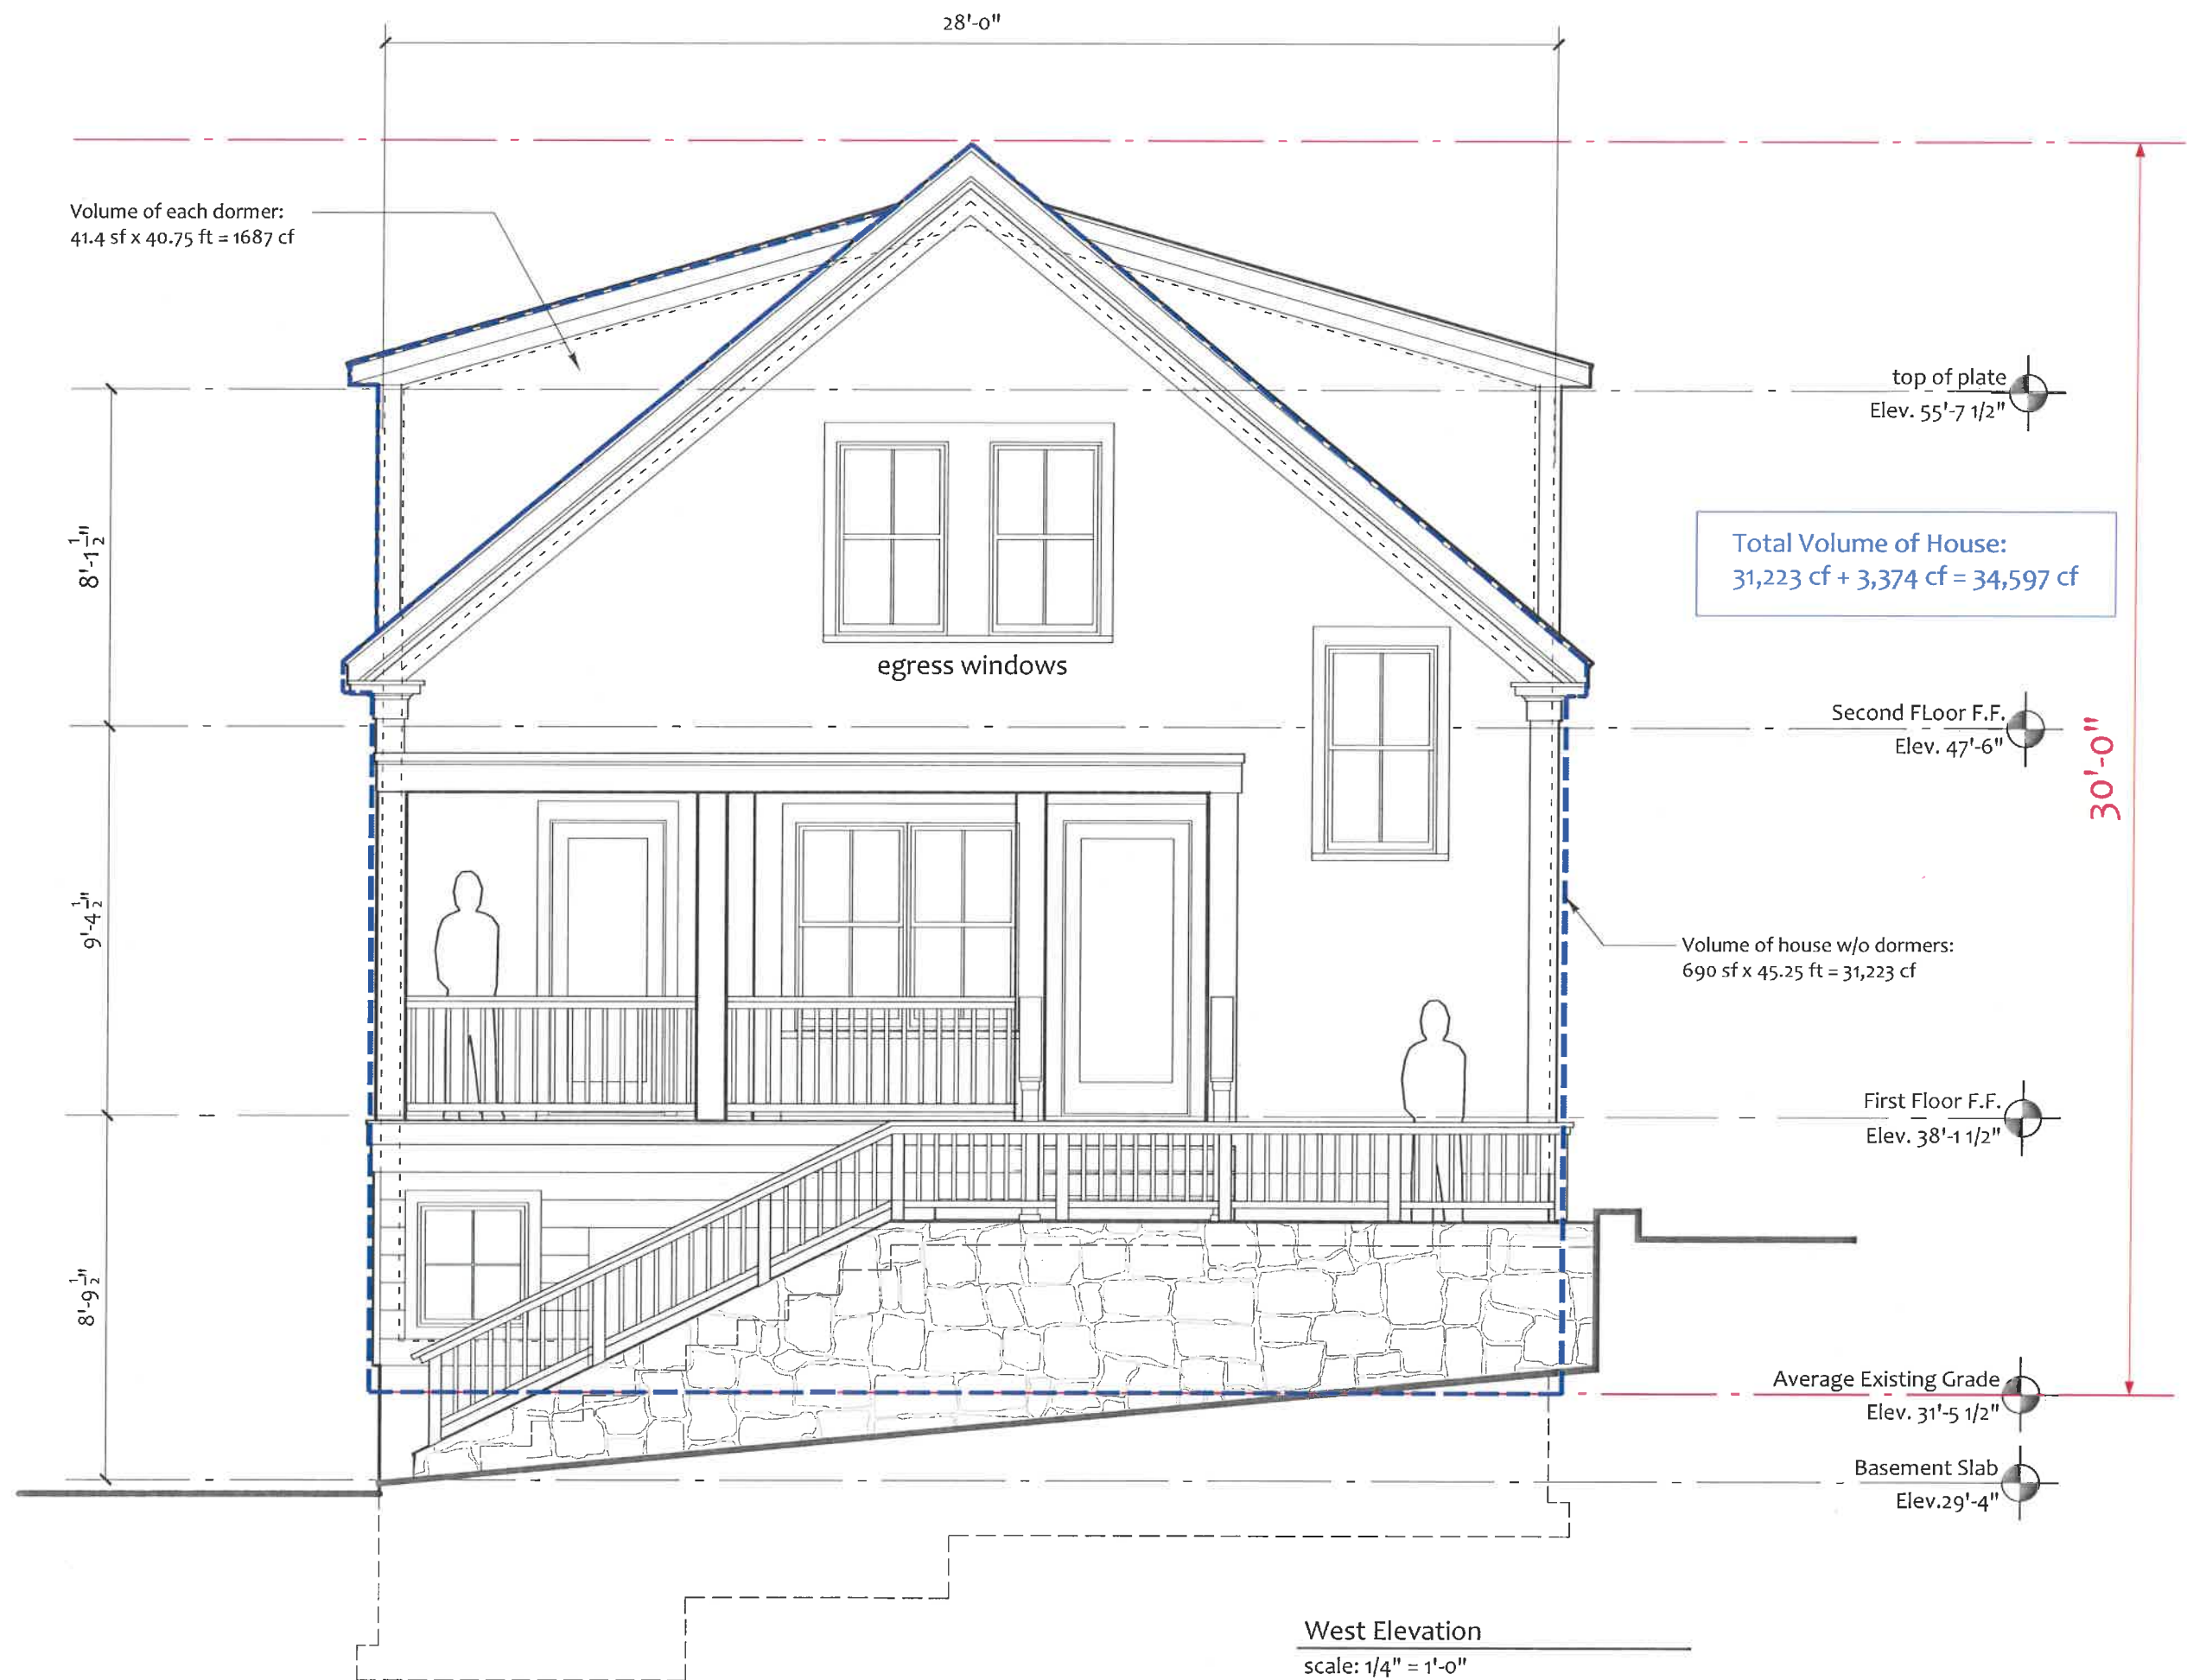 28'-0"
Volume of each dormer:
41.4 sf x 40.75 ft = 1687 cf
top of plate
Elev. 55'-7 1/2"
8'-1 1/2"
Total Volume of House:
31,223 cf + 3,374 cf = 34,597 cf
egress windows
Second FLoor F.F.
Elev. 47'-6"
30'-0"
9'-4 1/2"
Volume of house w/o dormers:
690 sf x 45.25 ft = 31,223 cf
First Floor F.F.
Elev. 38'-1 1/2"
8'-9 1/2"
Average Existing Grade
Elev. 31'-5 1/2"
Basement Slab
Elev.29'-4"
West Elevation
scale: 1/4" = 1'-0"